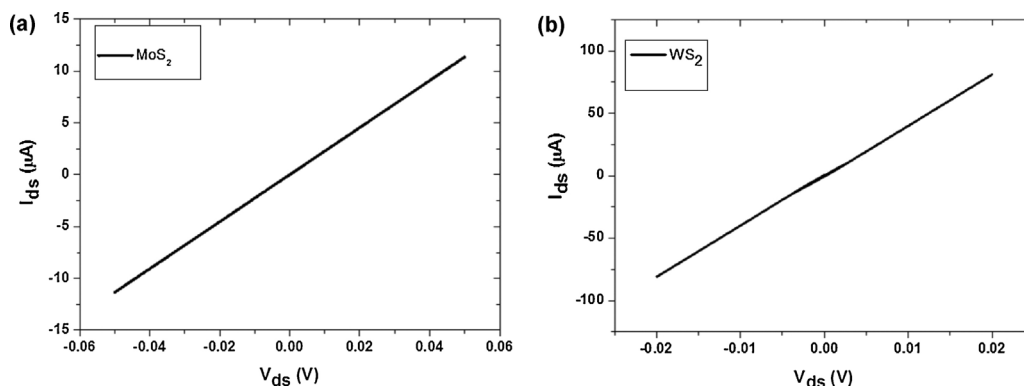 (a)
MoS2
15
10
5
0
-5
-10
-15
Ids (µA)
-0.06 -0.04 -0.02 0.00 0.02 0.04 0.06
Vds (V)
(b)
WS2
100
50
0
-50
-100
Ids (µA)
-0.02 -0.01 0.00 0.01 0.02
Vds (V)